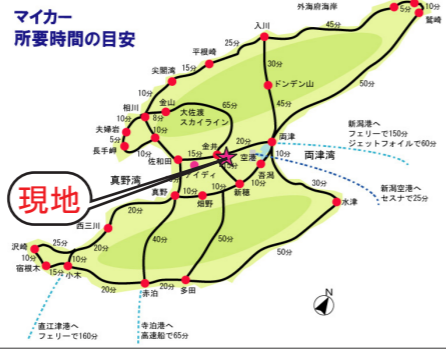 マイカー
所要時間の目安
外海府海岸
10分
5分
鷲崎
入川
45分
25分
平根崎
50分
尖閣湾
15分
30分
ドンデン山
10分
金山
相川
8分
大佐渡
スカイライン
65分
45分
10分
夫婦岩
10分
5分
長手岬
10分
20分
両津
両津湾
新潟港へ
フェリーで150分
ジェットフォイルで60分
15分
金井
空港
10分
佐和田
吾潟
真野湾
現地
10分
新穂
30分
水津
新潟空港へ
セスナで25分
真野
10分
畑野
10分
西三川
20分
沢崎
25分
10分
宿根木
15分
10分
小木
20分
40分
50分
50分
20分
赤泊
多田
直江津港へ
フェリーで160分
寺泊港へ
高速船で65分
N